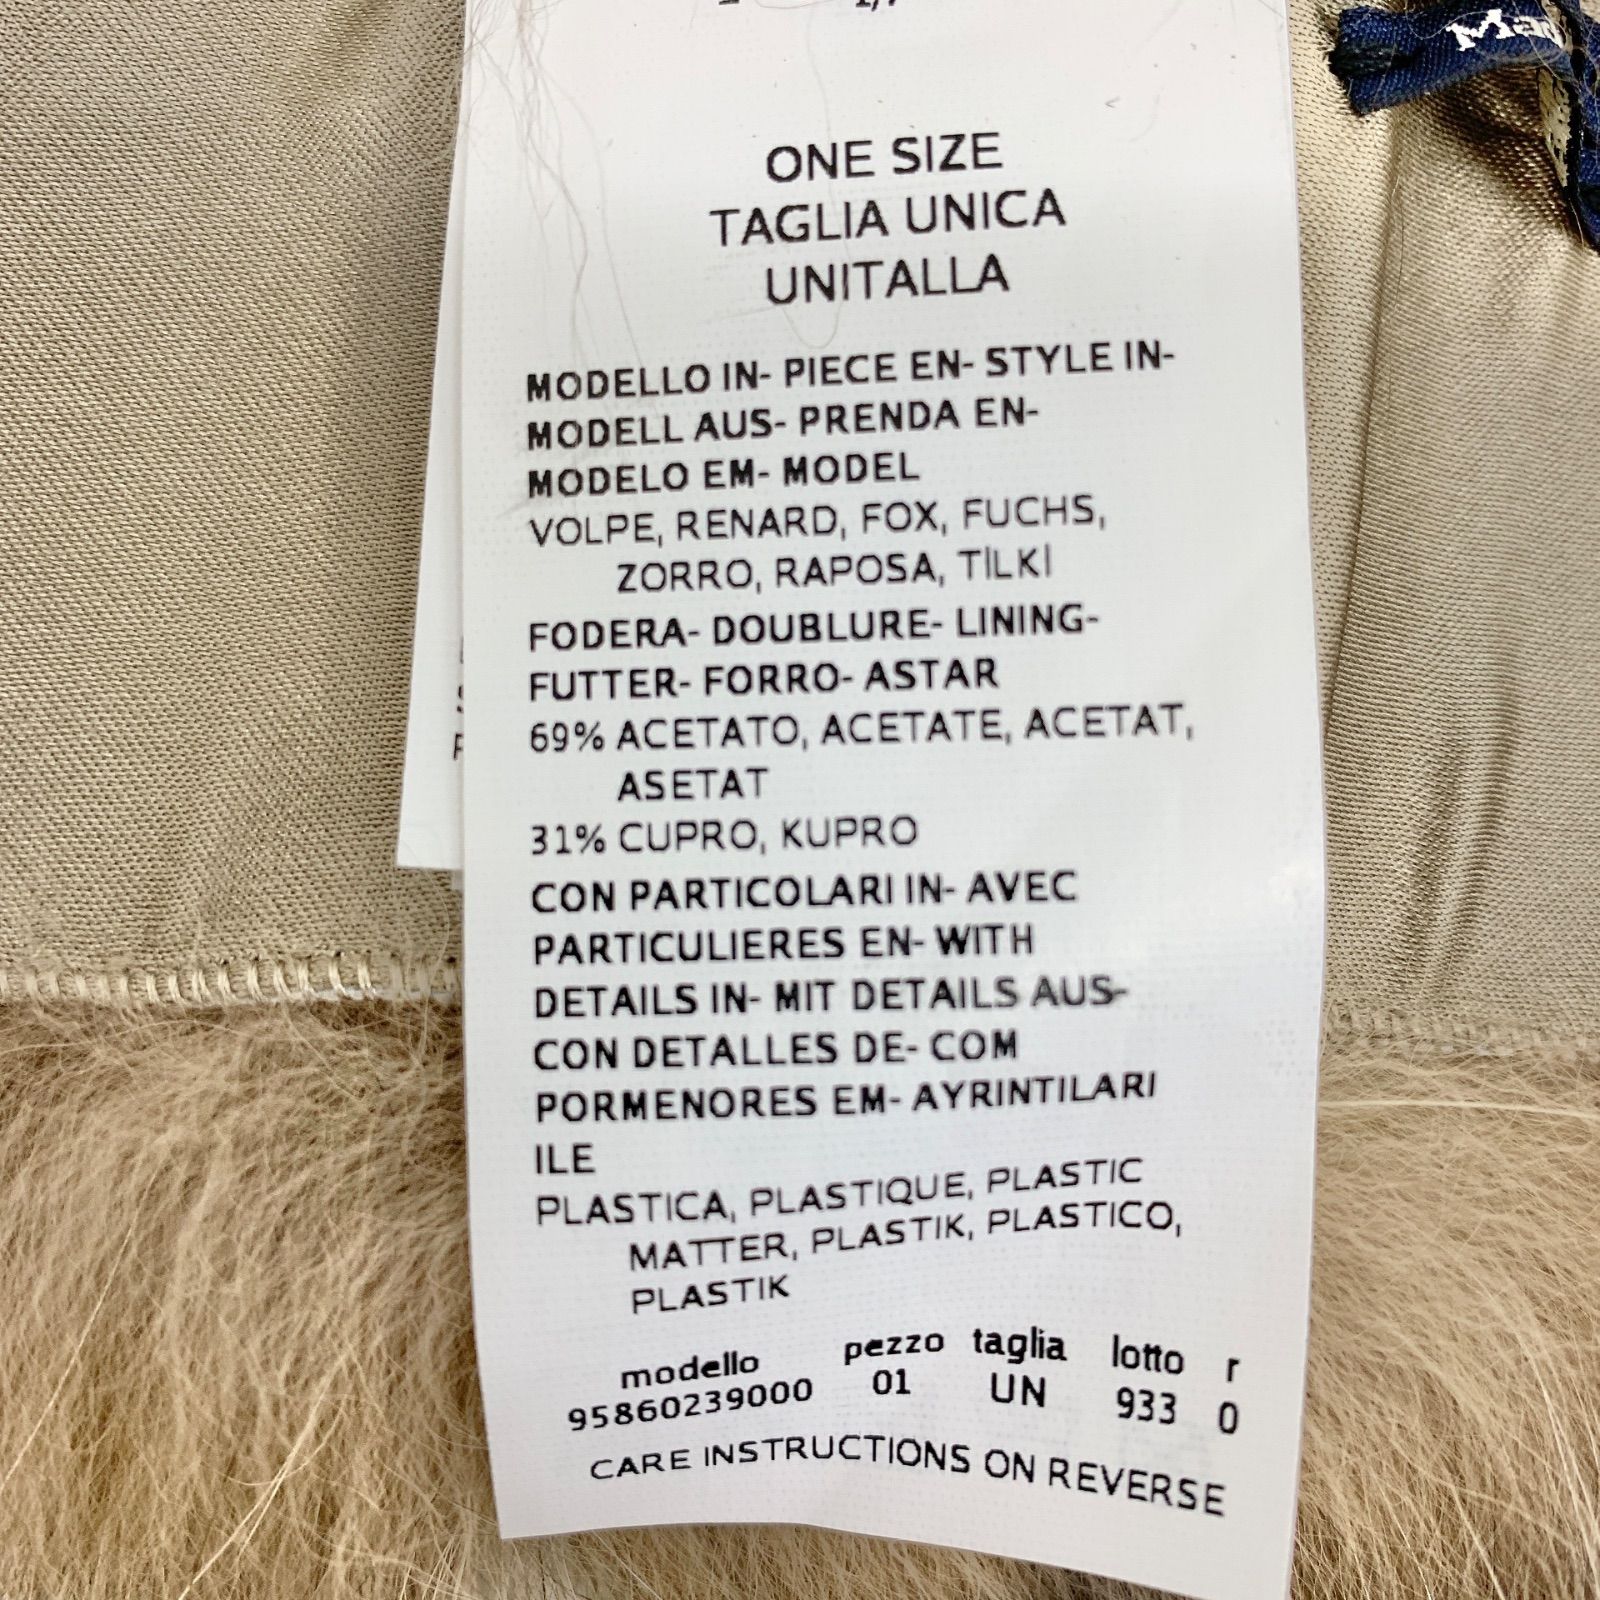 ONE SIZE
TAGLIA UNICA
UNITALLA
MODELLO IN- PIECE EN- STYLE IN-
MODELL AUS- PRENDA EN-
MODELO EM- MODEL
VOLPE, RENARD, FOX, FUCHS,
ZORRO, RAPOSA, TİLKİ
FODERA- DOUBLURE- LINING-
FUTTER- FORRO- ASTAR
69% ACETATO, ACETATE, ACETAT,
ASETAT
31% CUPRO, KUPRO
CON PARTICOLARI IN- AVEC
PARTICULIERES EN- WITH
DETAILS IN- MIT DETAILS AUS-
CON DETALLES DE- COM
PORMENORES EM- AYRINTILARI
ILE
PLASTICA, PLASTIQUE, PLASTIC
MATTER, PLASTIK, PLASTICO,
PLASTIK
modello pezzo taglia lotto r
95860239000 01 UN 933 0
CARE INSTRUCTIONS ON REVERSE